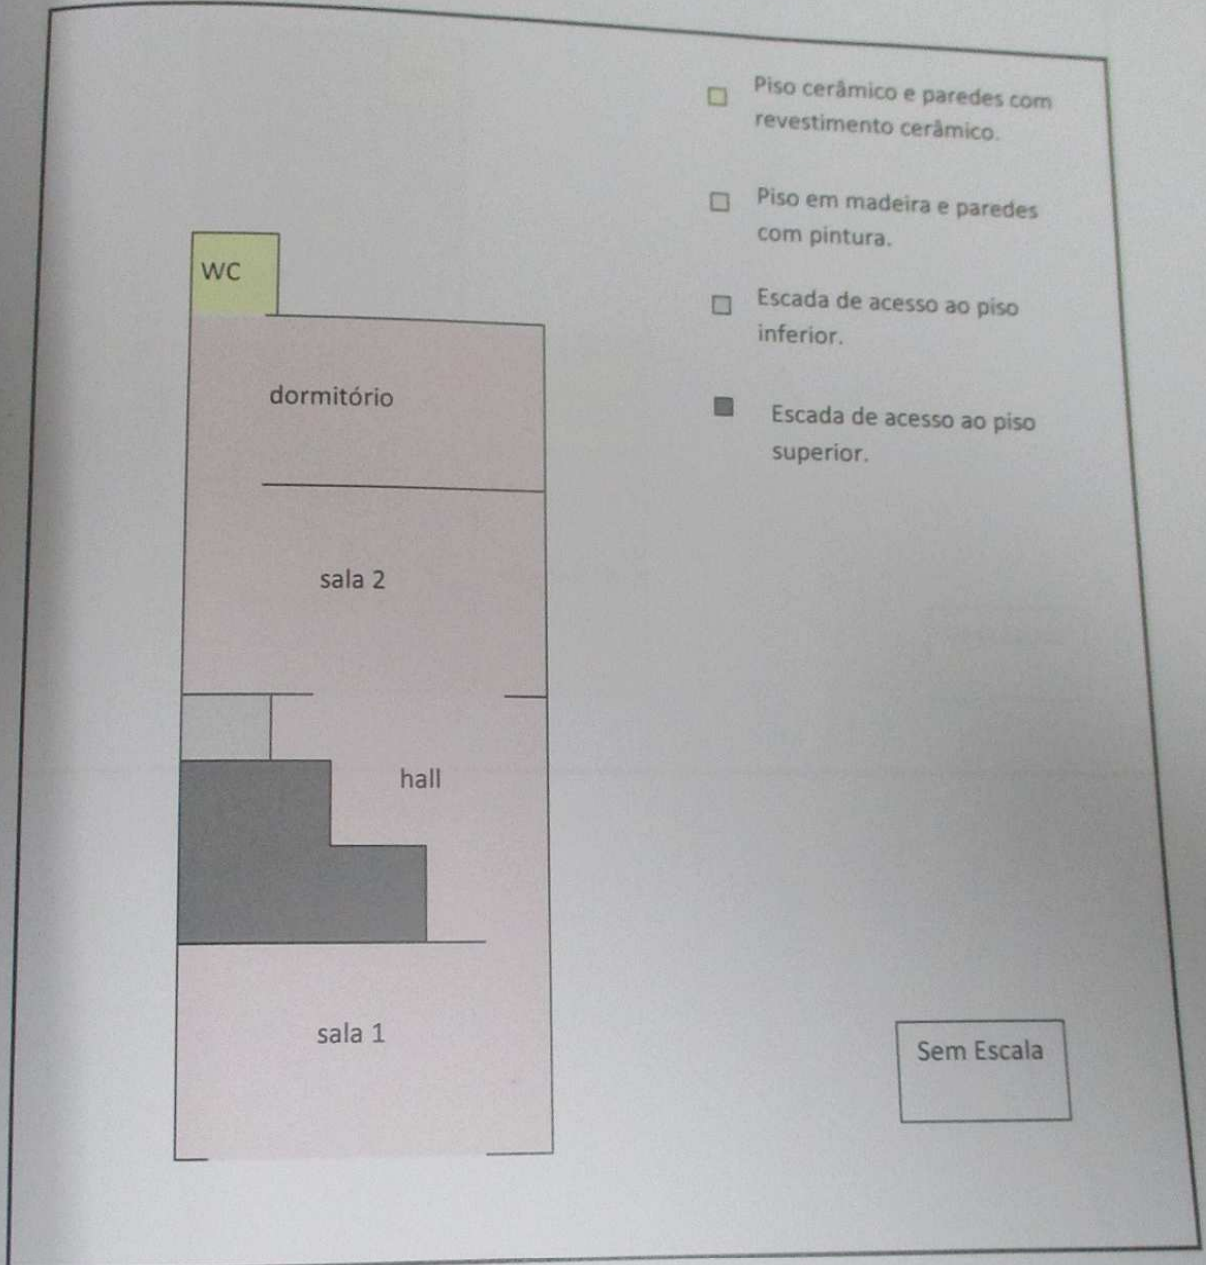 Piso cerâmico e paredes com
revestimento cerâmico.
Piso em madeira e paredes
com pintura.
Escada de acesso ao piso
inferior.
Escada de acesso ao piso
superior.
WC
dormitório
sala 2
hall
sala 1
Sem Escala